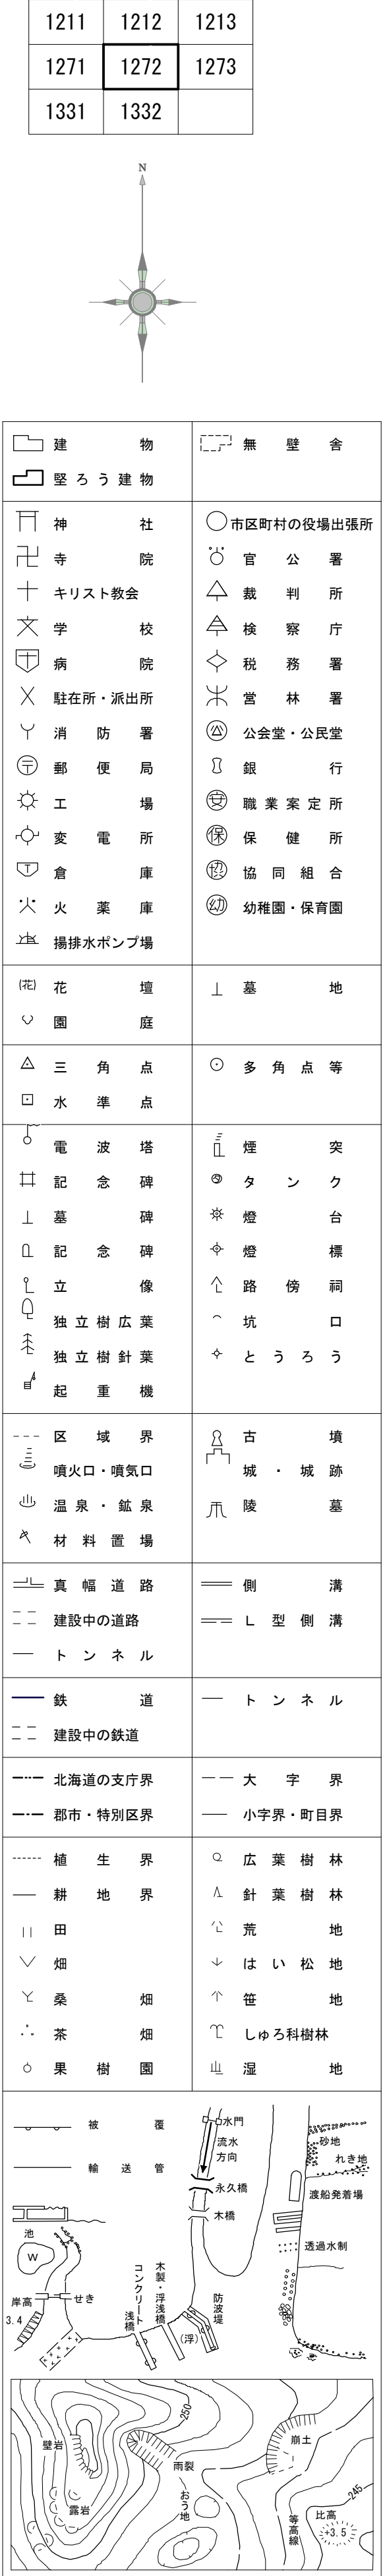 1211 1212 1213
1271 1272 1273
1331 1332
N
建物 無壁舎
堅ろう建物
神社 市区町村の役場出張所
寺院 官公署
キリスト教会 裁判所
学校 検察庁
病院 税務署
駐在所・派出所 営林署
消防署 公会堂・公民堂
郵便局 銀行
工場 安 職業案定所
変電所 保 保健所
倉庫 協 協同組合
火薬庫 幼 幼稚園・保育園
揚排水ポンプ場
(花) 花壇 墓地
園庭
三角点 多角点等
水準点
電波塔 煙突
記念碑 タンク
墓碑 燈台
記念碑 燈標
立像 路傍祠
独立樹広葉 坑口
独立樹針葉 とうろう
起重機
区域界 古墳
噴火口・噴気口 城・城跡
温泉・鉱泉 陵墓
材料置場
真幅道路 側溝
建設中の道路 L型側溝
トンネル
鉄道 トンネル
建設中の鉄道
北海道の支庁界 大字界
郡市・特別区界 小字界・町目界
植生界 広葉樹林
耕地界 針葉樹林
田 荒地
畑 はい松地
桑畑 笹地
茶畑 しゅろ科樹林
果樹園 湿地
被覆
輸送管
水門
流水
方向
永久橋
木橋
砂地
れき地
渡船発着場
透過水制
池
W
岸高
3.4
せき
コンクリート
浅橋
木製・浮浅橋
防波堤
(浮)
250
壁岩
露岩
雨裂
おう地
崩土
等高線
245
比高
+3.5